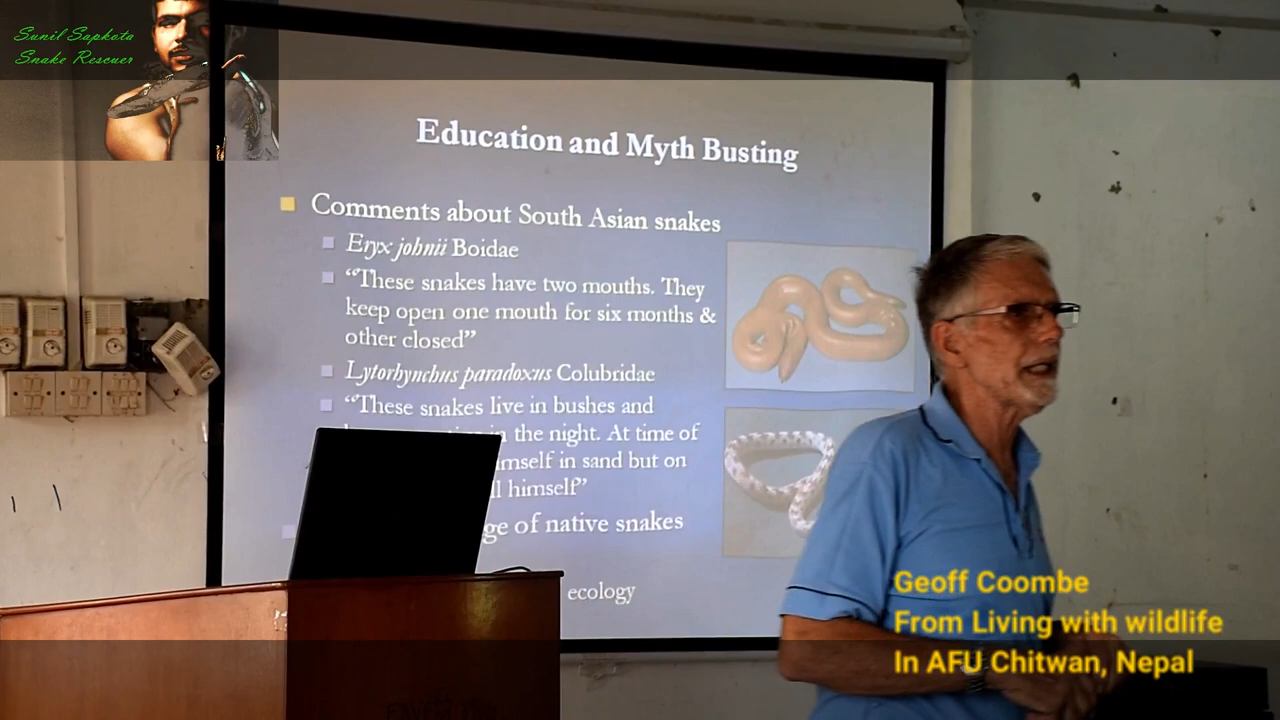 Sunil Sapkota
Snake Rescuer
Education and Myth Busting
Comments about South Asian snakes
Eryx johnii Boidae
“These snakes have two mouths. They
keep open one mouth for six months &
other closed”
Lytorhynchus paradoxus Colubridae
“These snakes live in bushes and
in the night. At time of
in sand but on
himself”
of native snakes
ecology
Geoff Coombe
From Living with wildlife
In AFU Chitwan, Nepal